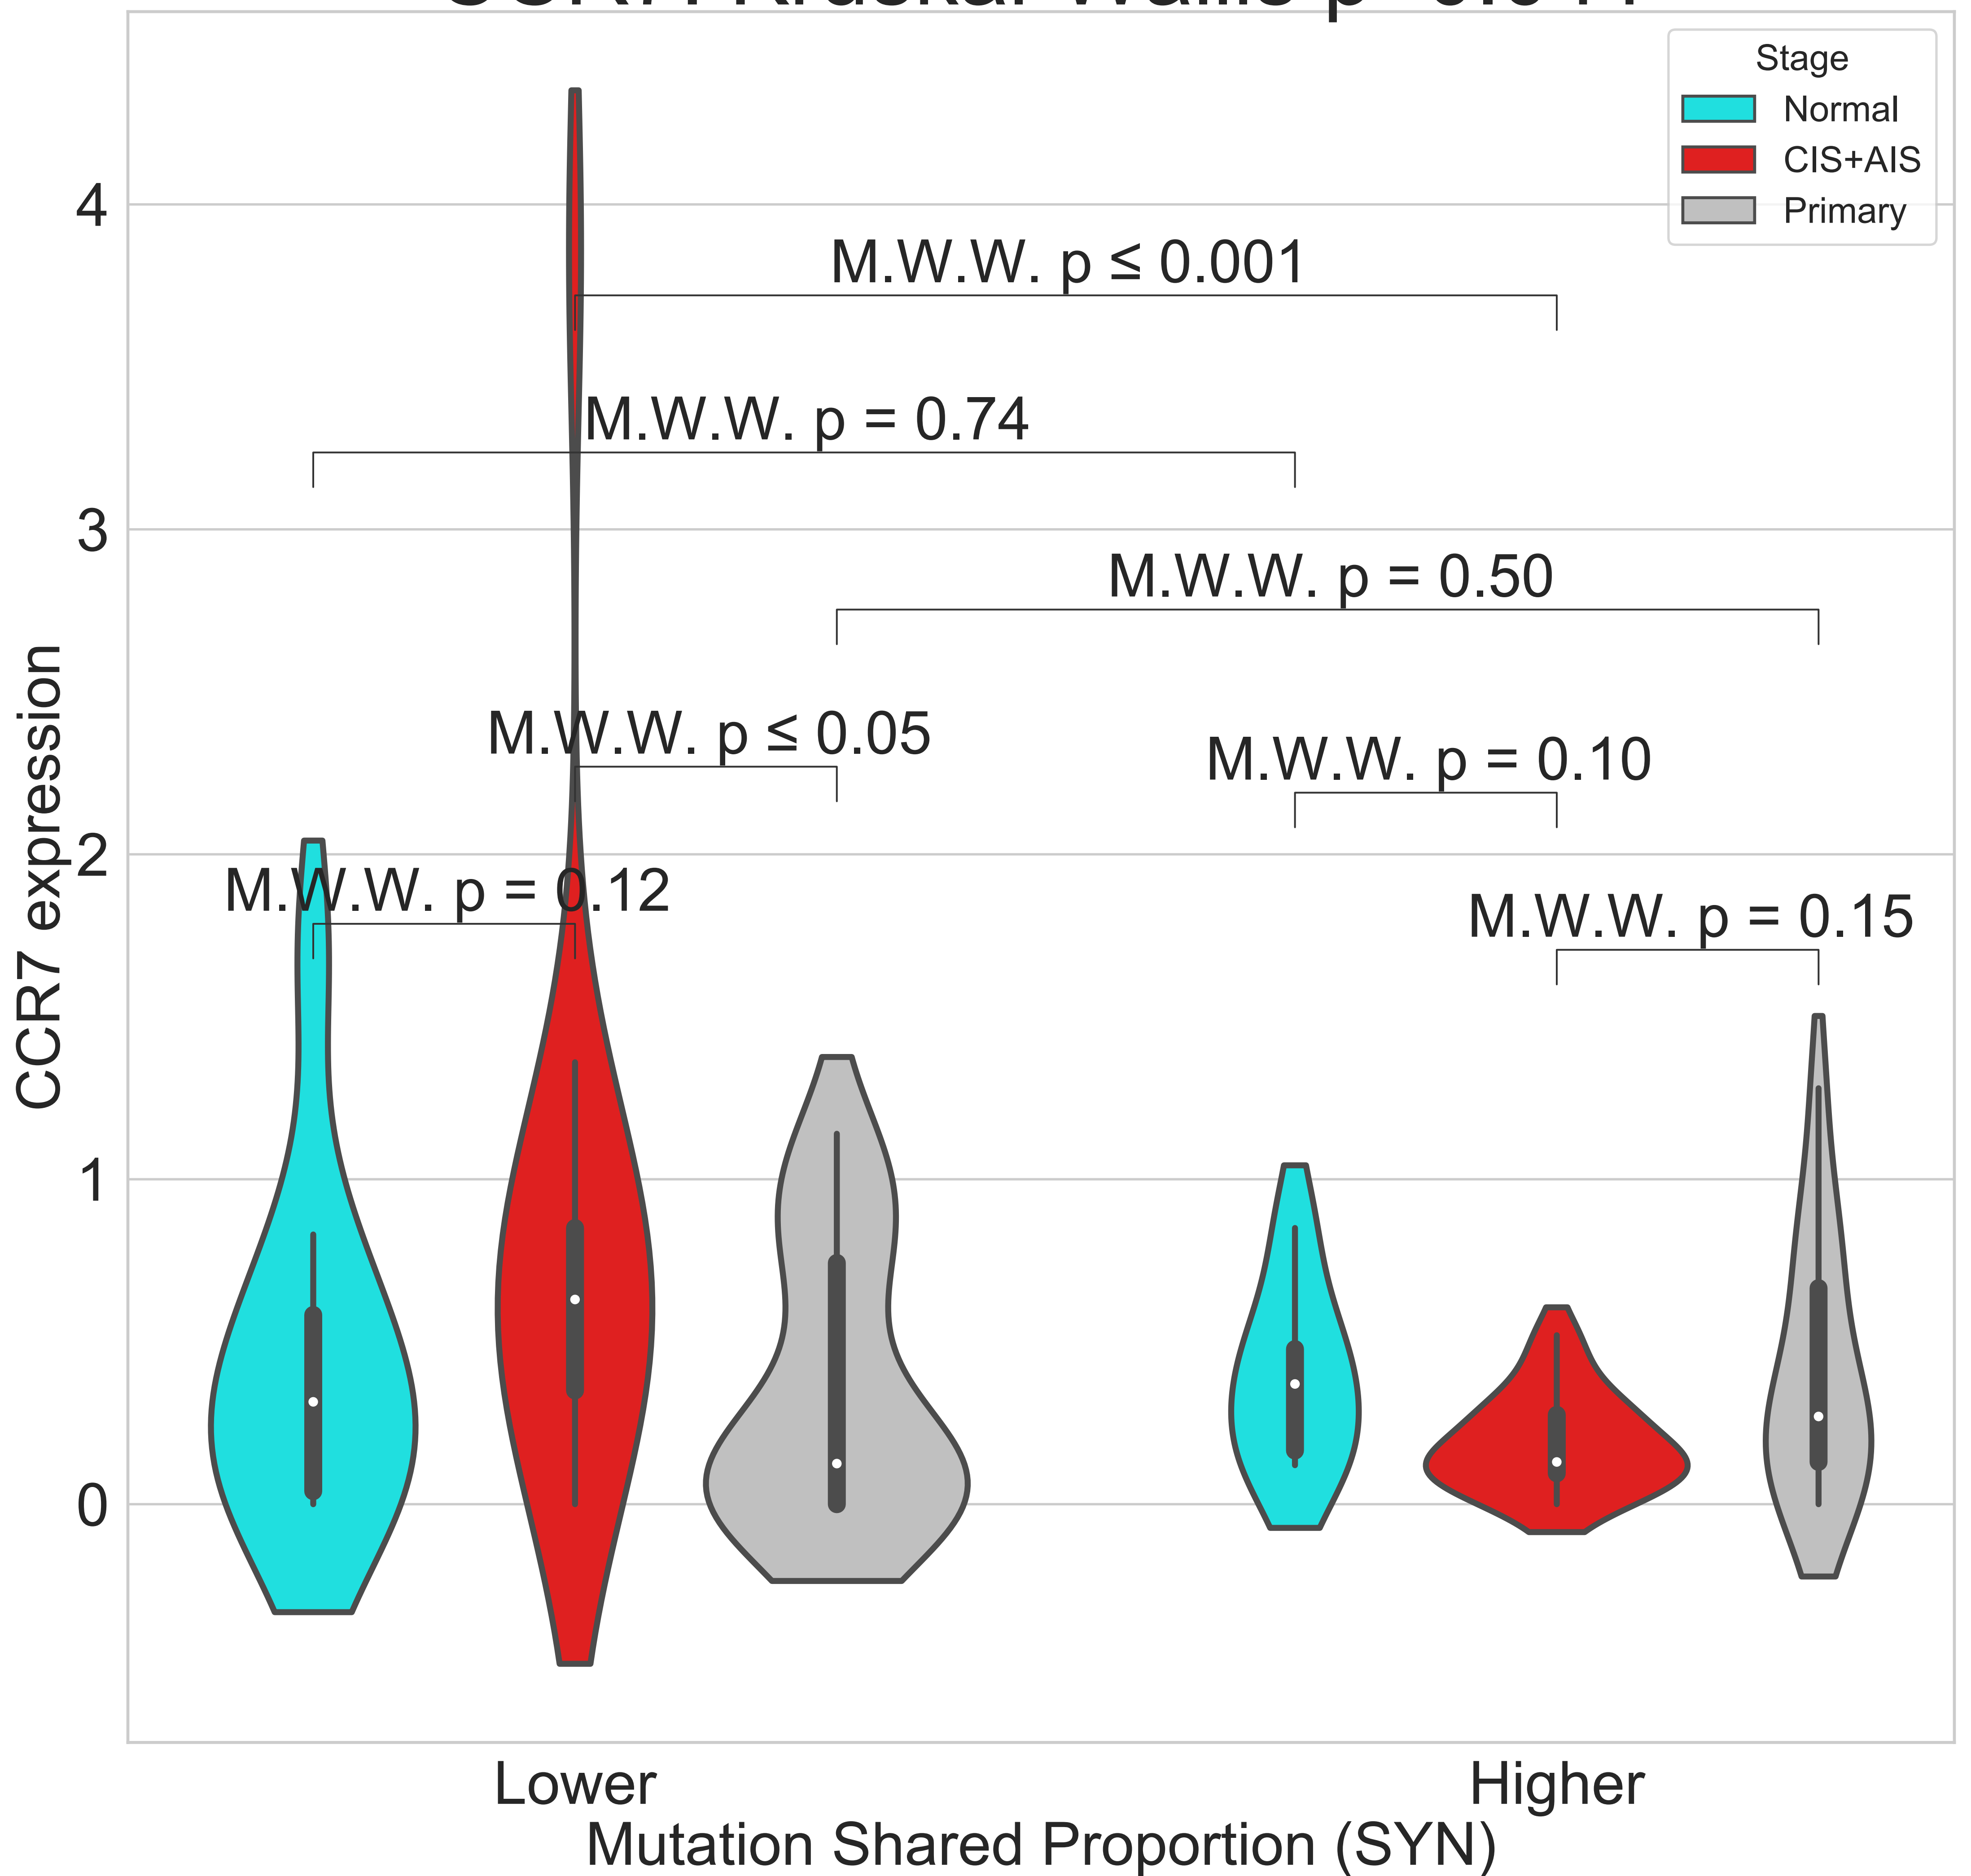 Stage
Normal
CIS+AIS
Primary
M.W.W. p ≤ 0.001
M.W.W. p = 0.74
M.W.W. p = 0.50
M.W.W. p ≤ 0.05
M.W.W. p = 0.10
M.W.W. p = 0.12
M.W.W. p = 0.15
CCR7 expression
4
3
2
1
0
Lower
Higher
Mutation Shared Proportion (SYN)